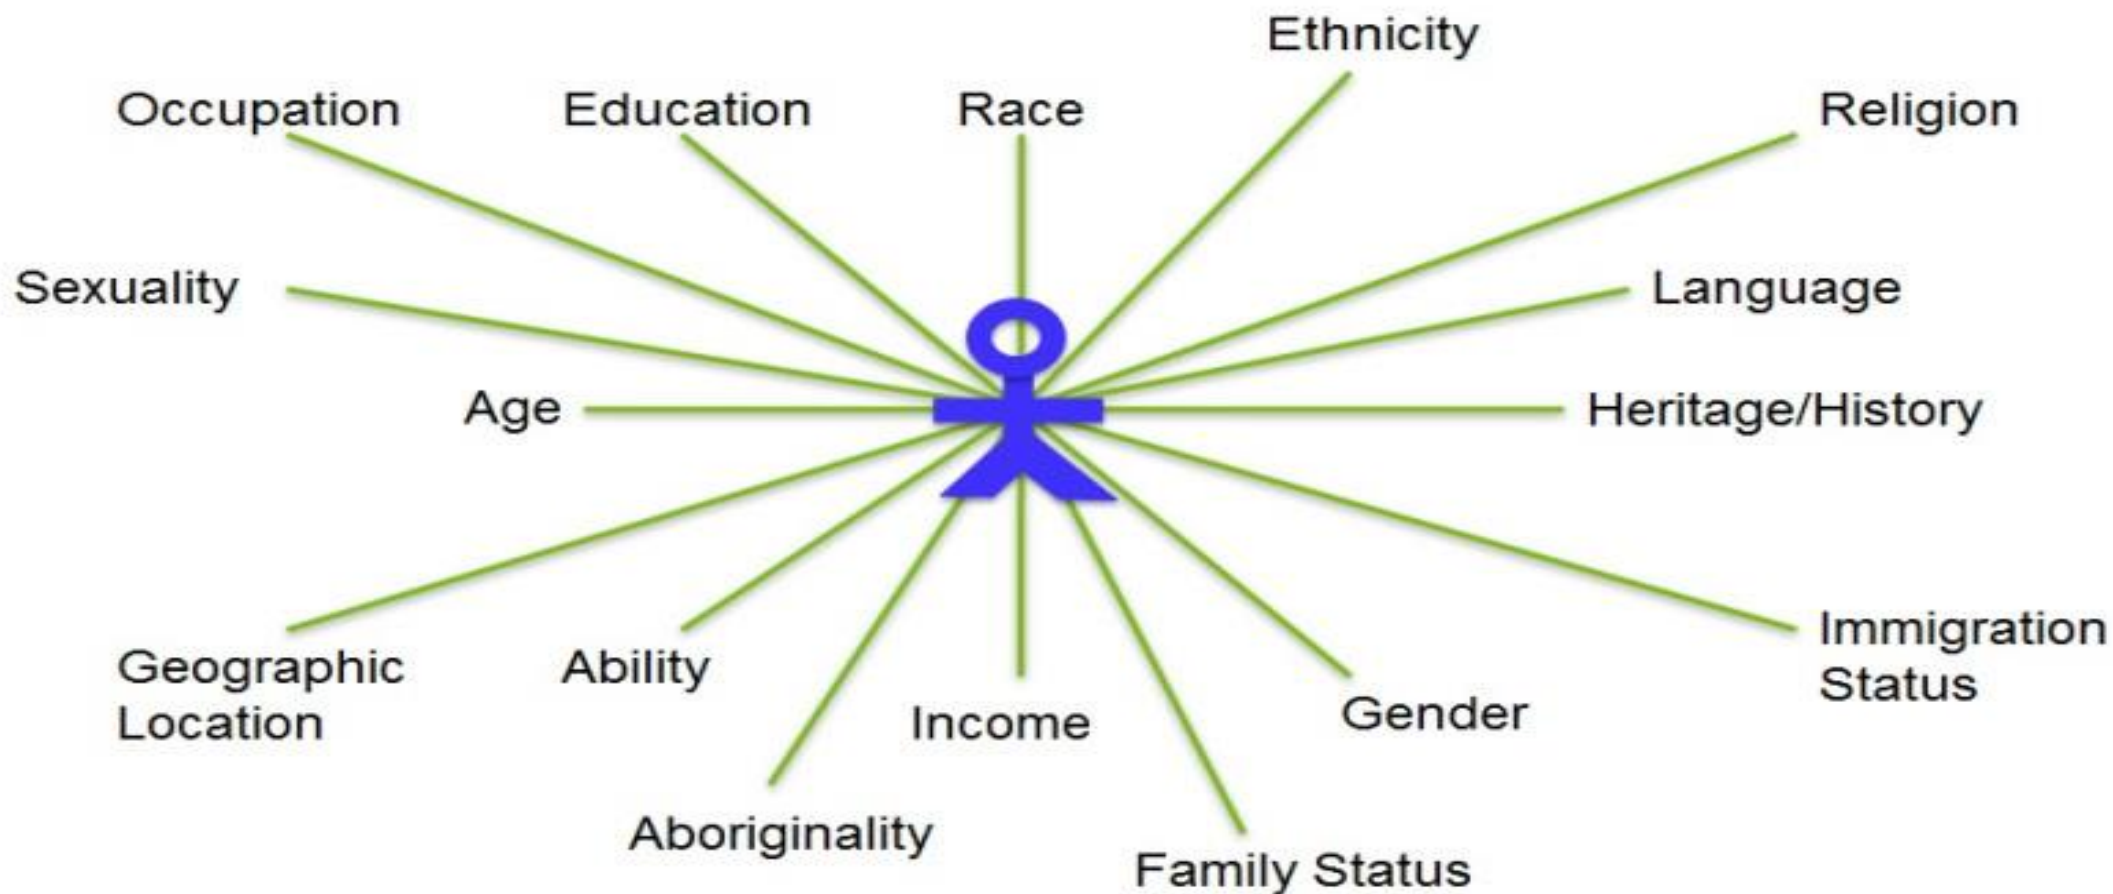 Ethnicity
Occupation
Education
Race
Religion
Sexuality
Language
Age
Heritage/History
Geographic
Location
Ability
Income
Gender
Immigration
Status
Aboriginality
Family Status